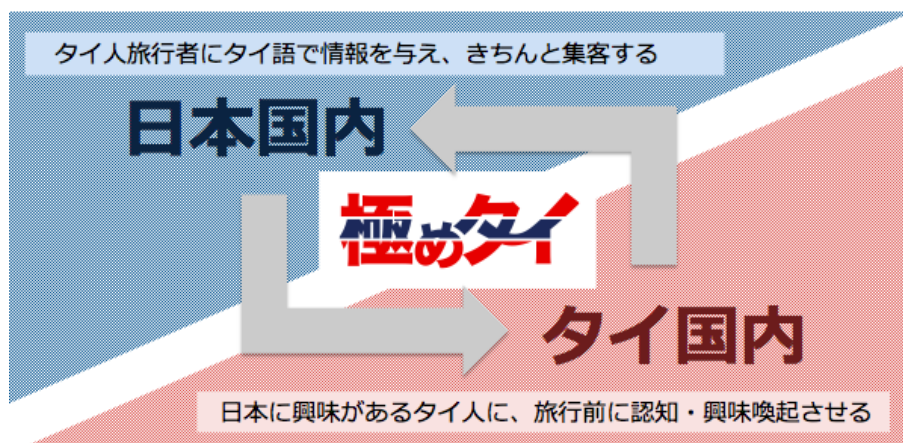 タイ人旅行者にタイ語で情報を与え、きちんと集客する
日本国内
極めタイ
タイ国内
日本に興味があるタイ人に、旅行前に認知・興味喚起させる